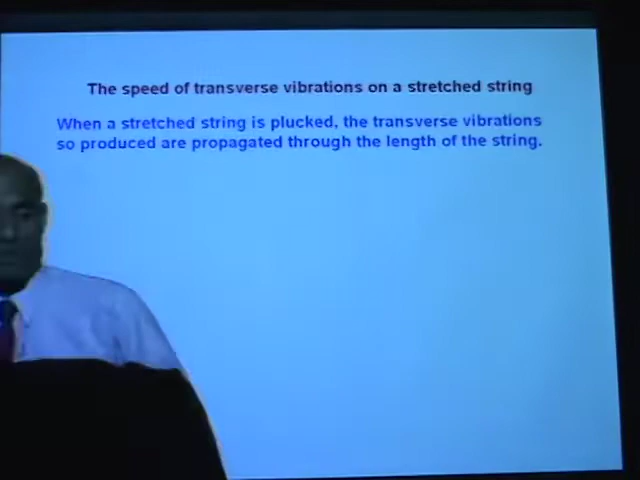 The speed of transverse vibrations on a stretched string
When a stretched string is plucked, the transverse vibrations
so produced are propagated through the length of the string.